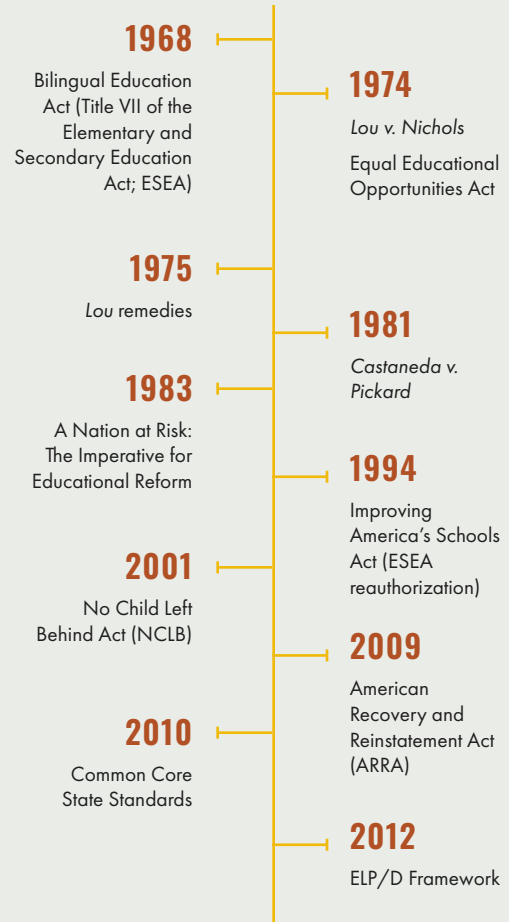 1968
Bilingual Education
Act (Title VII of the
Elementary and
Secondary Education
Act; ESEA)
1974
Lou v. Nichols
Equal Educational
Opportunities Act
1975
Lou remedies
1981
Castaneda v.
Pickard
1983
A Nation at Risk:
The Imperative for
Educational Reform
1994
Improving
America’s Schools
Act (ESEA
reauthorization)
2001
No Child Left
Behind Act (NCLB)
2009
American
Recovery and
Reinstatement Act
(ARRA)
2010
Common Core
State Standards
2012
ELP/D Framework